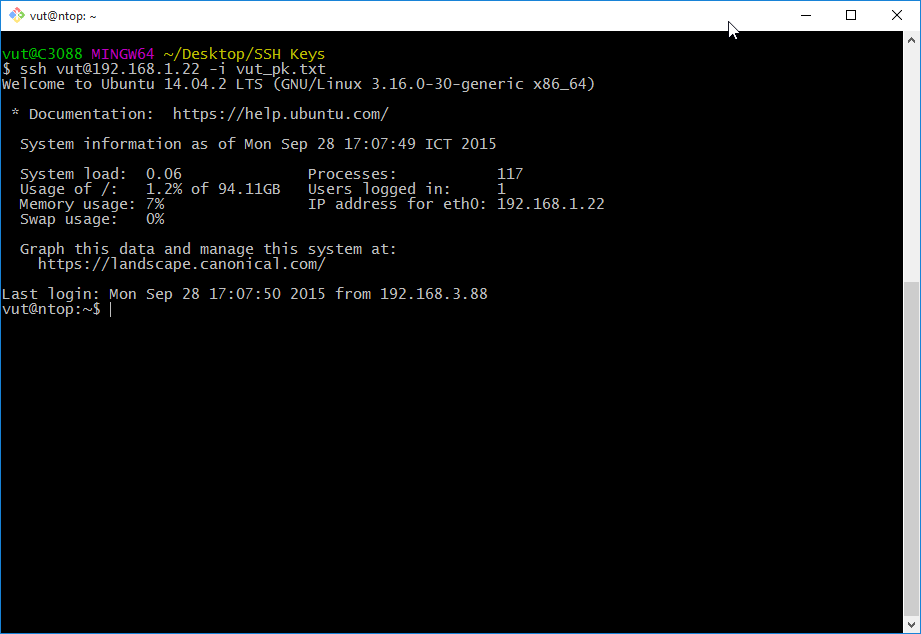 vut@ntop: ~
vut@C3088 MINGW64 ~/Desktop/SSH Keys
$ ssh vut@192.168.1.22 -i vut_pk.txt
Welcome to Ubuntu 14.04.2 LTS (GNU/Linux 3.16.0-30-generic x86_64)
* Documentation:  https://help.ubuntu.com/
System information as of Mon Sep 28 17:07:49 ICT 2015
System load:  0.06              Processes:           117
Usage of /:   1.2% of 94.11GB   Users logged in:     1
Memory usage: 7%                IP address for eth0: 192.168.1.22
Swap usage:   0%
Graph this data and manage this system at:
https://landscape.canonical.com/
Last login: Mon Sep 28 17:07:50 2015 from 192.168.3.88
vut@ntop:~$